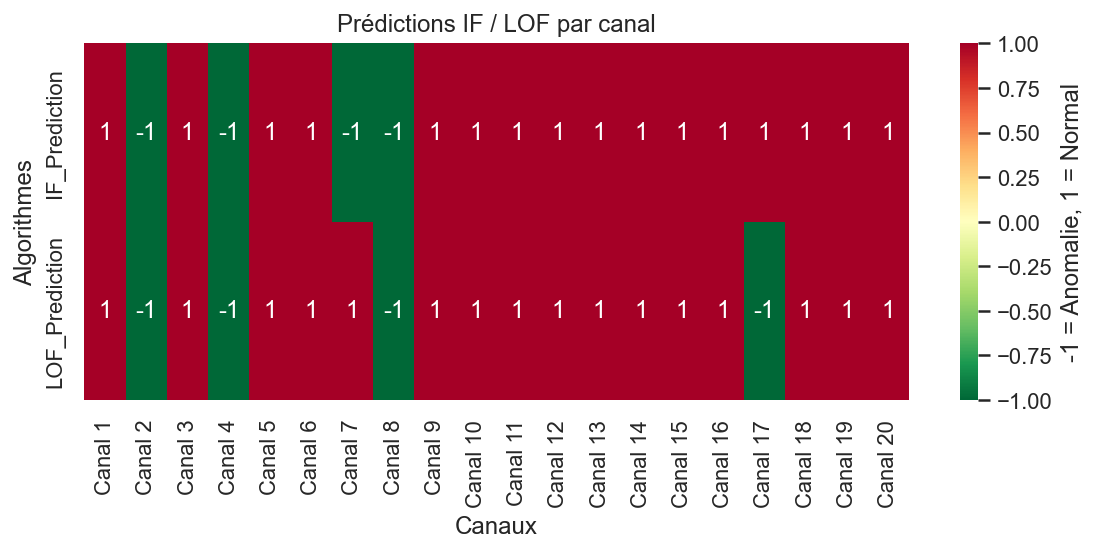 Prédictions IF / LOF par canal
Algorithmes
IF_Prediction
1 -1 1 -1 1 1 -1 -1 1 1 1 1 1 1 1 1 1 1 1 1
LOF_Prediction
1 -1 1 -1 1 1 1 -1 1 1 1 1 1 1 1 1 -1 1 1 1
Canal 1
Canal 2
Canal 3
Canal 4
Canal 5
Canal 6
Canal 7
Canal 8
Canal 9
Canal 10
Canal 11
Canal 12
Canal 13
Canal 14
Canal 15
Canal 16
Canal 17
Canal 18
Canal 19
Canal 20
Canaux
1.00
0.75
0.50
0.25
0.00
−0.25
−0.50
−0.75
−1.00
-1 = Anomalie, 1 = Normal